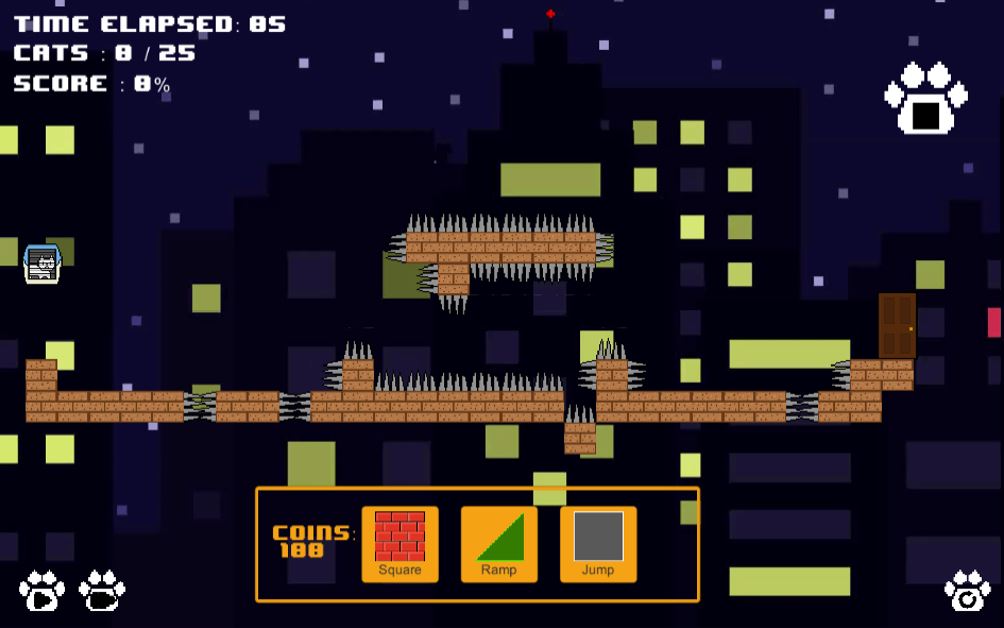 TIME ELAPSED: 0S
CATS : 0 / 25
SCORE : 0%
COINS:
100
Square
Ramp
Jump